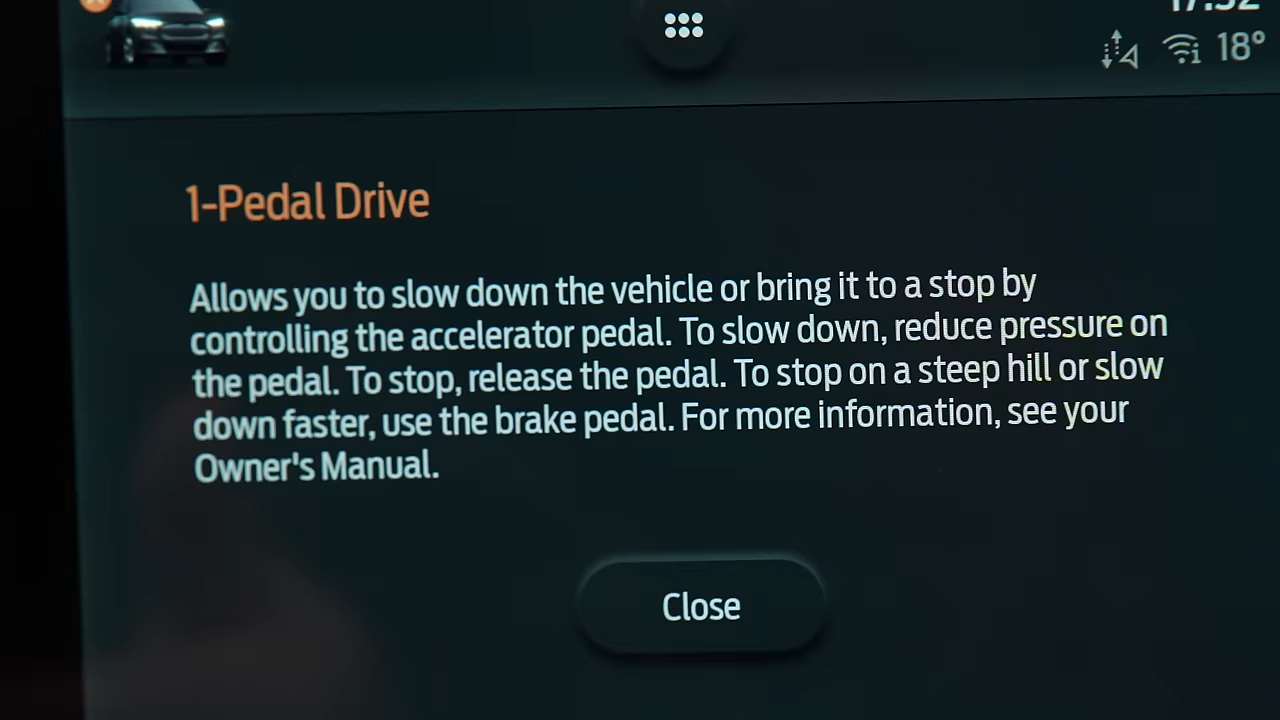 18°
1-Pedal Drive
Allows you to slow down the vehicle or bring it to a stop by
controlling the accelerator pedal. To slow down, reduce pressure on
the pedal. To stop, release the pedal. To stop on a steep hill or slow
down faster, use the brake pedal. For more information, see your
Owner's Manual.
Close